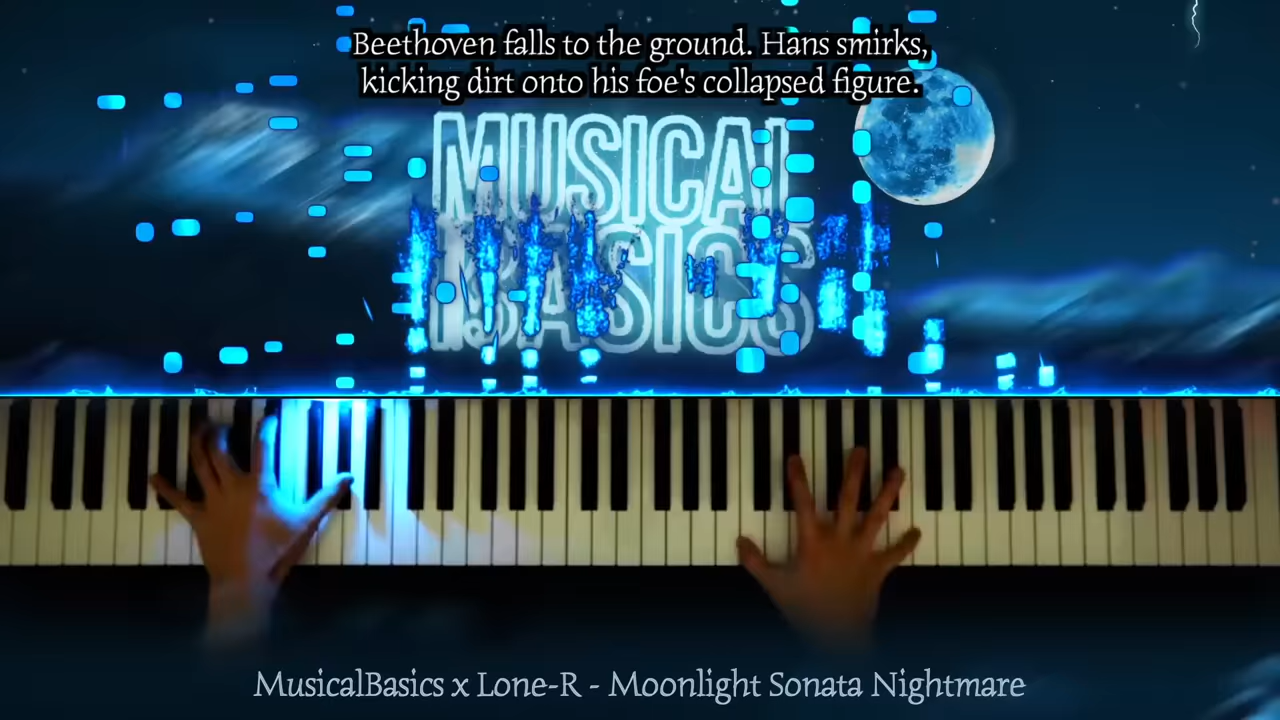 Beethoven falls to the ground. Hans smirks,
kicking dirt onto his foe's collapsed figure.
MUSICAL
BASICS
MusicalBasics x Lone-R - Moonlight Sonata Nightmare